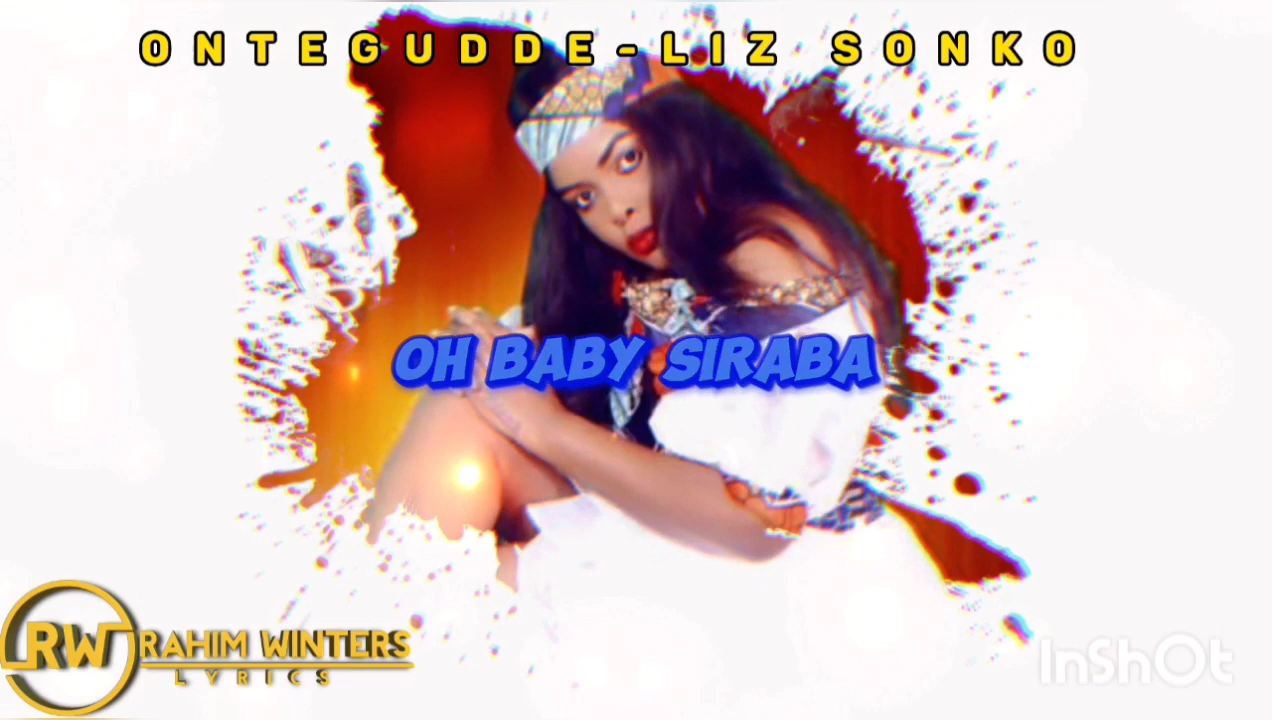 ONTEGUDDE-LIZ SONKO
OH BABY SIRABA
RW RAHIM WINTERS
LYRICS
InShOt